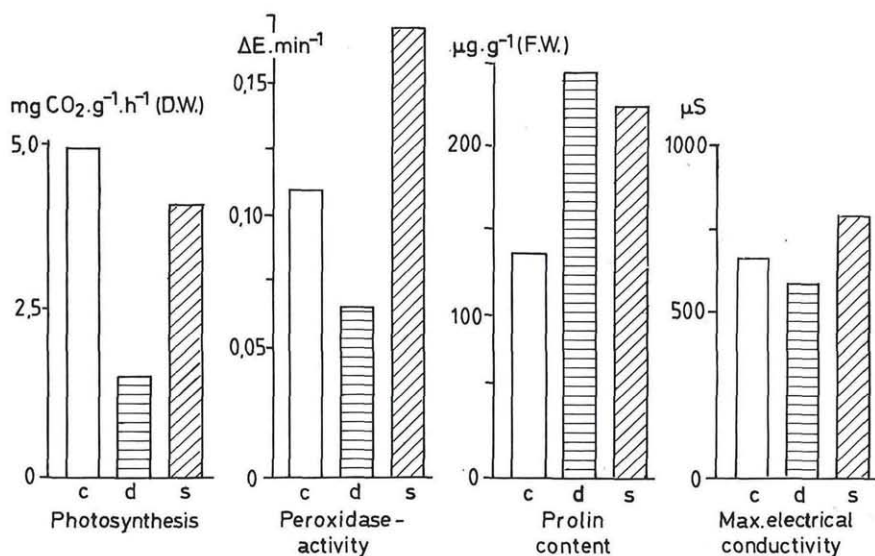 mg CO₂.g⁻¹.h⁻¹ (D.W.)
5,0
2,5
0
c d s
Photosynthesis
ΔE.min⁻¹
0,15
0,10
0,05
0
c d s
Peroxidase-
activity
µg.g⁻¹ (F.W.)
200
100
0
c d s
Prolin
content
µS
1000
500
0
c d s
Max.electrical
conductivity